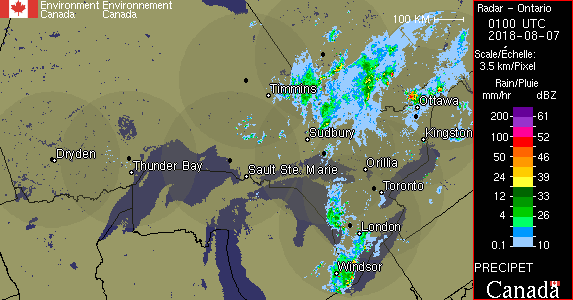 Environment Environnement
Canada Canada
100 KM
Radar - Ontario
0100 UTC
2018-08-07
Scale/Échelle:
3.5 km/Pixel
Rain/Pluie
mm/hr dBZ
200 61
100 52
50 46
24 39
12 33
4 26
0.1 10
PRECIPET
Canada
Timmins
Ottawa
Sudbury
Kingston
Dryden
Thunder Bay
Sault Ste. Marie
Orillia
Toronto
London
Windsor